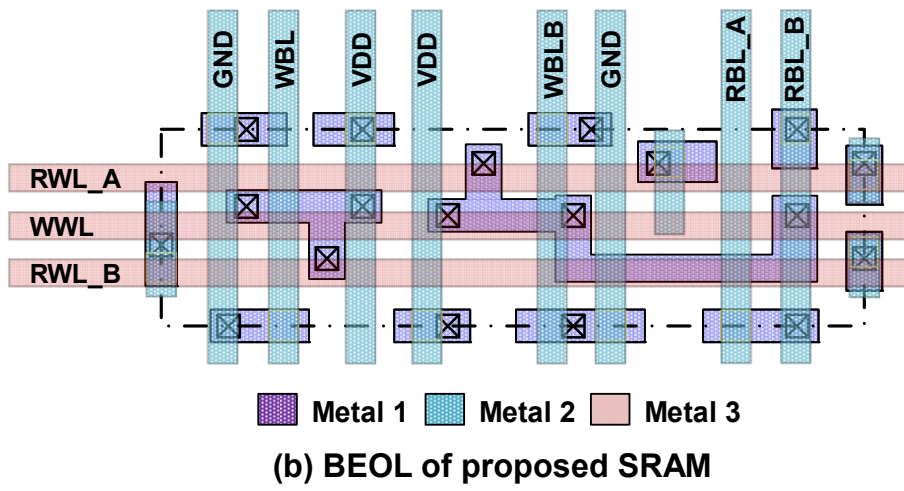 GND
WBL
VDD
VDD
WBLB
GND
RBL_A
RBL_B
RWL_A
WWL
RWL_B
Metal 1
Metal 2
Metal 3
(b) BEOL of proposed SRAM